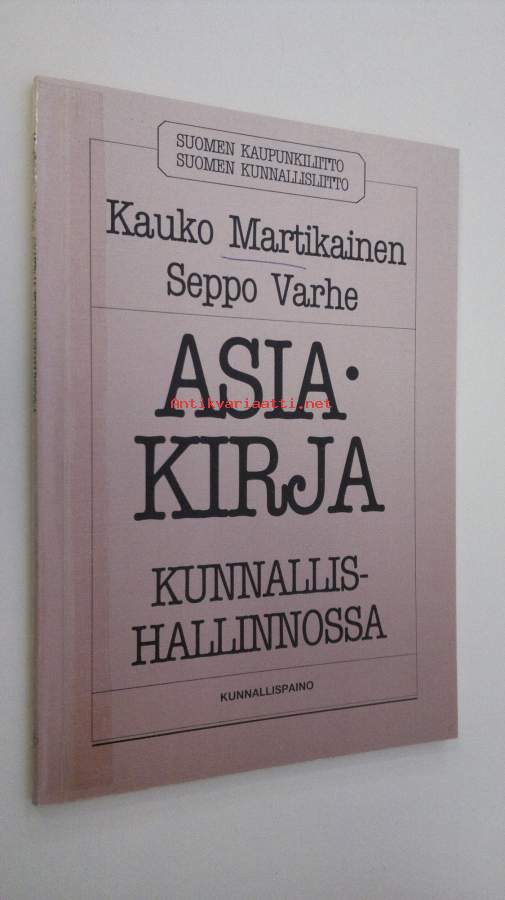 SUOMEN KAUPUNKILIITTO
SUOMEN KUNNALLISLIITTO
Kauko Martikainen
Seppo Varhe
ASIA·
Antikvariaatti.net
KIRJA
KUNNALLIS-
HALLINNOSSA
KUNNALLISPAINO